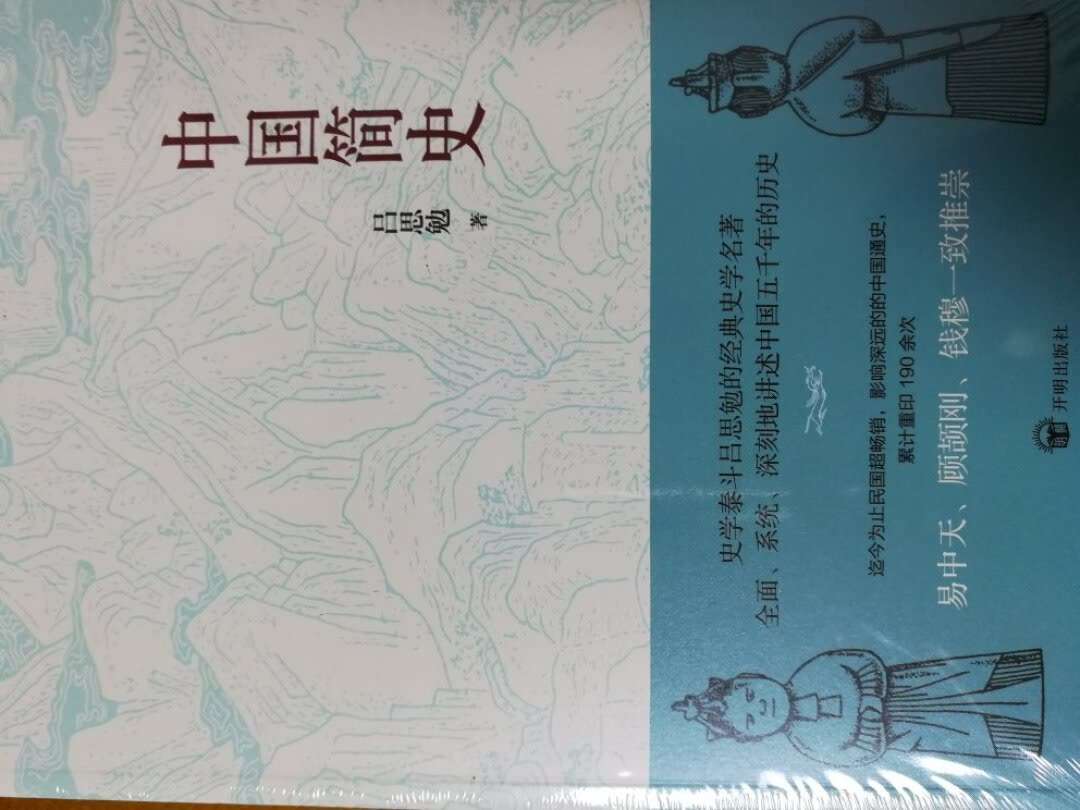 中国简史
吕思勉 著
史学泰斗吕思勉的经典史学名著
全面、系统、深刻地讲述中国五千年的历史
迄今为止民国超畅销，影响深远的的中国通史，
累计重印 190 余次
易中天、顾颉刚、钱穆一致推崇
开明出版社